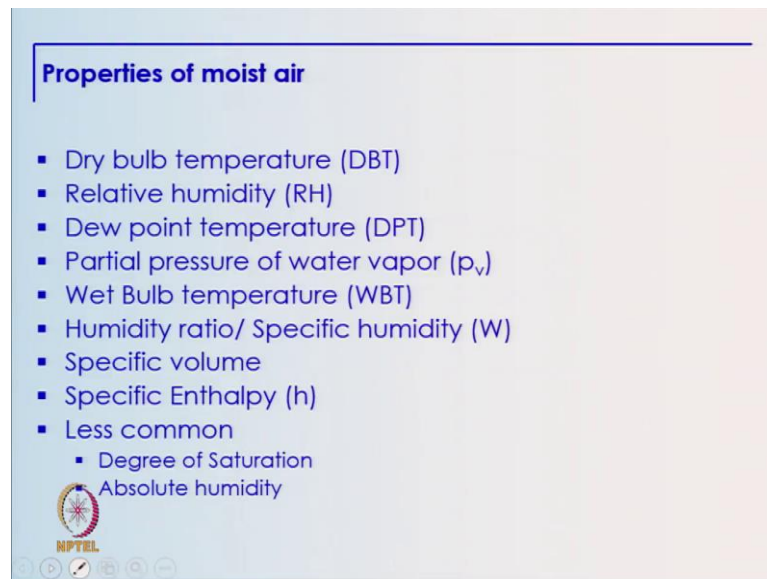 Properties of moist air
▪ Dry bulb temperature (DBT)
▪ Relative humidity (RH)
▪ Dew point temperature (DPT)
▪ Partial pressure of water vapor (pv)
▪ Wet Bulb temperature (WBT)
▪ Humidity ratio/ Specific humidity (W)
▪ Specific volume
▪ Specific Enthalpy (h)
▪ Less common
▪ Degree of Saturation
▪ Absolute humidity
NPTEL